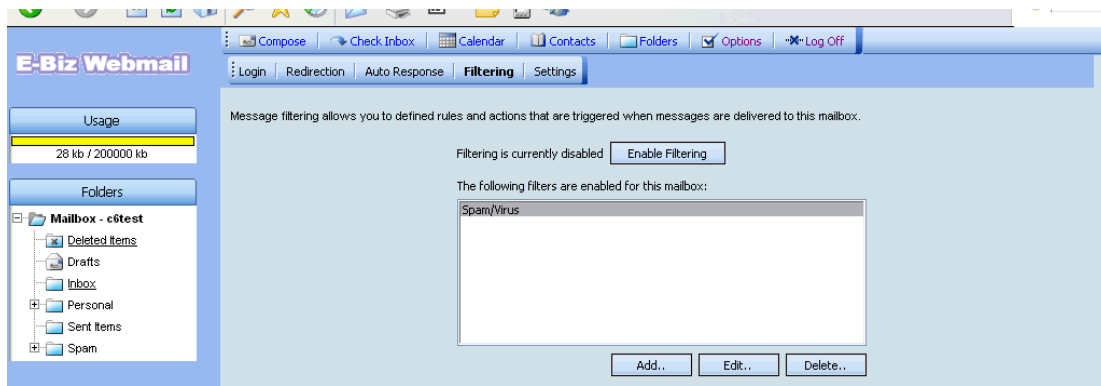 Compose Check Inbox Calendar Contacts Folders Options Log Off
E-Biz Webmail
Login Redirection Auto Response Filtering Settings
Usage
28 kb / 200000 kb
Folders
Mailbox - c6test
Deleted Items
Drafts
Inbox
Personal
Sent Items
Spam
Message filtering allows you to defined rules and actions that are triggered when messages are delivered to this mailbox.
Filtering is currently disabled Enable Filtering
The following filters are enabled for this mailbox:
Spam/Virus
Add.. Edit.. Delete..